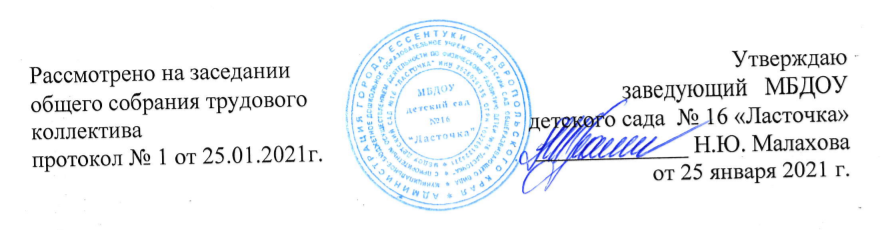 Рассмотрено на заседании
общего собрания трудового
коллектива
протокол № 1 от 25.01.2021г.
АДМИНИСТРАЦИЯ ГОРОДА ЕССЕНТУКИ СТАВРОПОЛЬСКОГО КРАЯ
МБДОУ
детский сад
№16
"Ласточка"
Утверждаю
заведующий МБДОУ
детского сада № 16 «Ласточка»
Н.Ю. Малахова
от 25 января 2021 г.